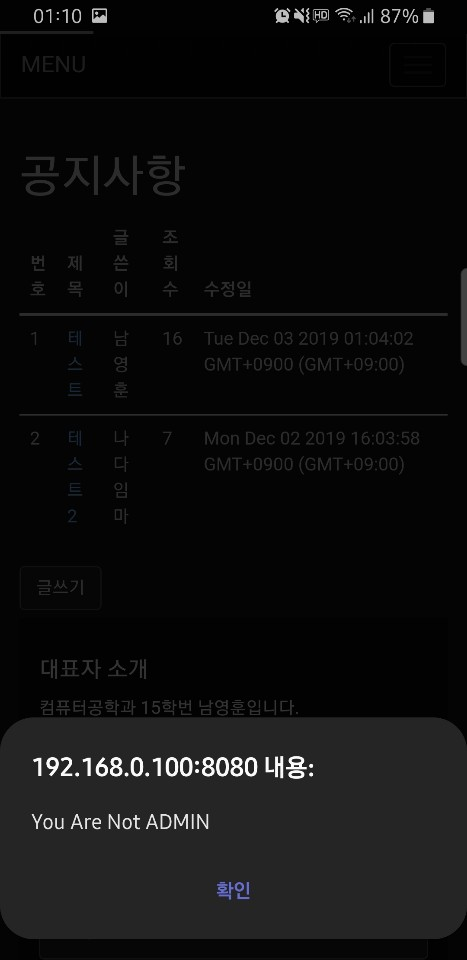 01:10 HD 87%
MENU
공지사항
번호 제목 글쓴이 조회수 수정일
1 테스트 남영훈 16 Tue Dec 03 2019 01:04:02
GMT+0900 (GMT+09:00)
2 테스트2 나다임마 7 Mon Dec 02 2019 16:03:58
GMT+0900 (GMT+09:00)
글쓰기
대표자 소개
컴퓨터공학과 15학번 남영훈입니다.
192.168.0.100:8080 내용:
You Are Not ADMIN
확인